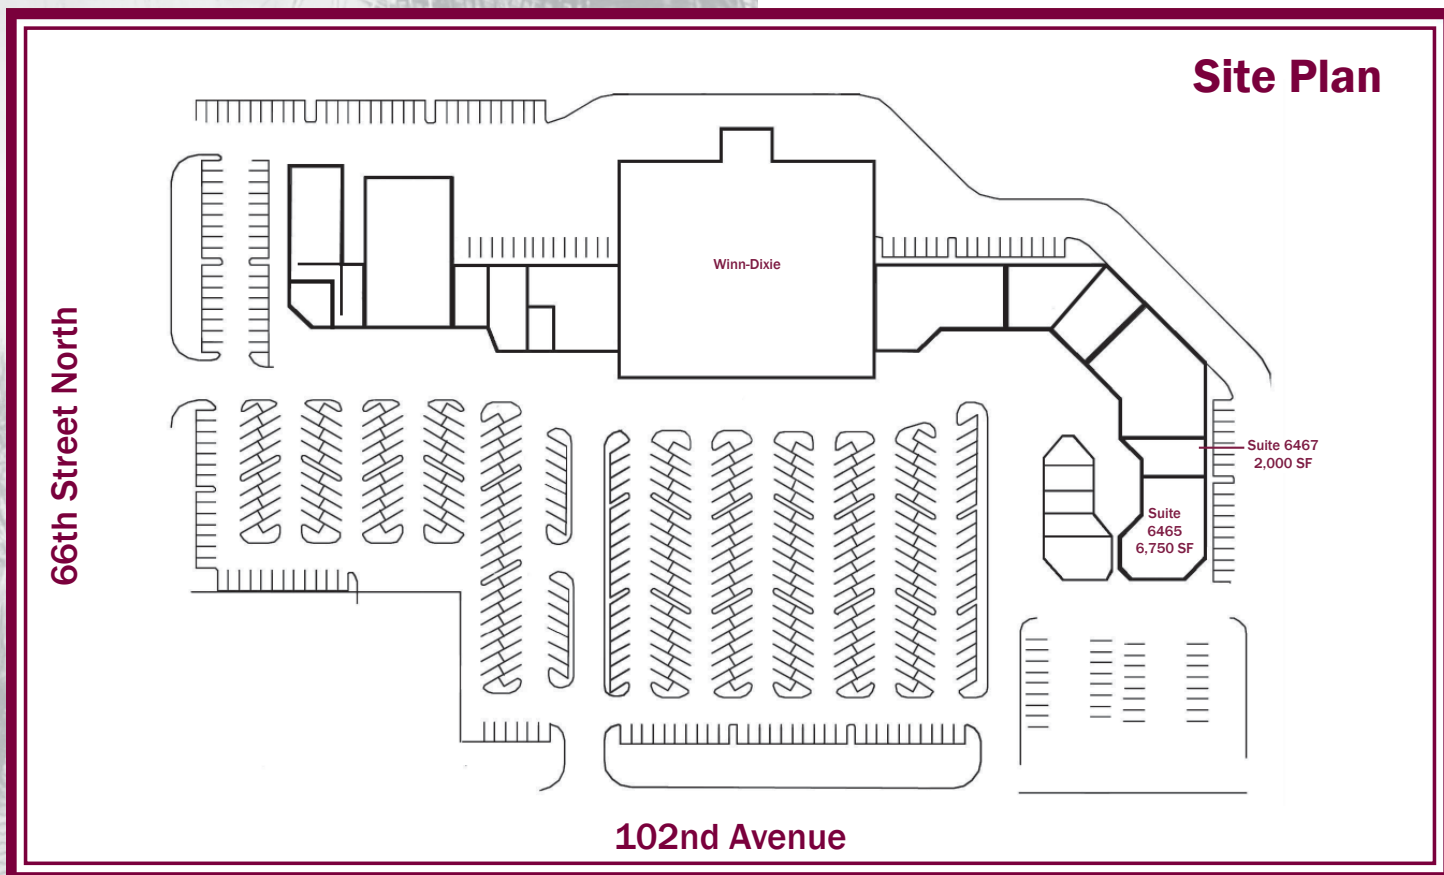 Site Plan
Winn-Dixie
66th Street North
Suite 6467
2,000 SF
Suite
6465
6,750 SF
102nd Avenue